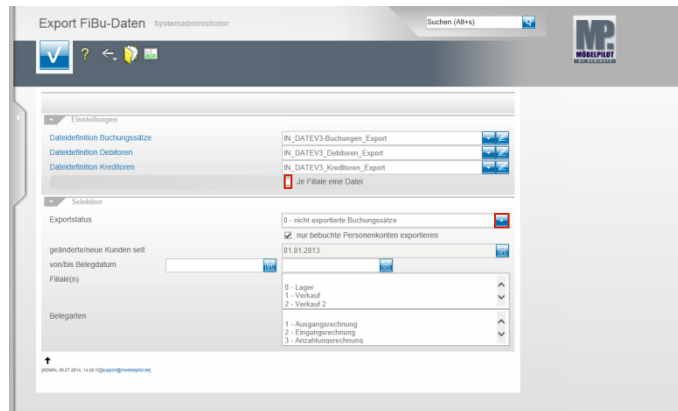 Export FiBu-Daten Systemadministrator
Suchen (Alt+s)
MP
MÖBELPILOT
?
Einstellungen
Dateidefinition Buchungssätze IN_DATEV3-Buchungen_Export
Dateidefinition Debitoren IN_DATEV3_Debitoren_Export
Dateidefinition Kreditoren IN_DATEV3_Kreditoren_Export
Je Filiale eine Datei
Selektion
Exportstatus 0 - nicht exportierte Buchungssätze
nur bebuchte Personenkonten exportieren
geänderte/neue Kunden seit 01.01.2013
von/bis Belegdatum
Filiale(n)
0 - Lager
1 - Verkauf
2 - Verkauf 2
Belegarten
1 - Ausgangsrechnung
2 - Eingangsrechnung
3 - Anzahlungsrechnung